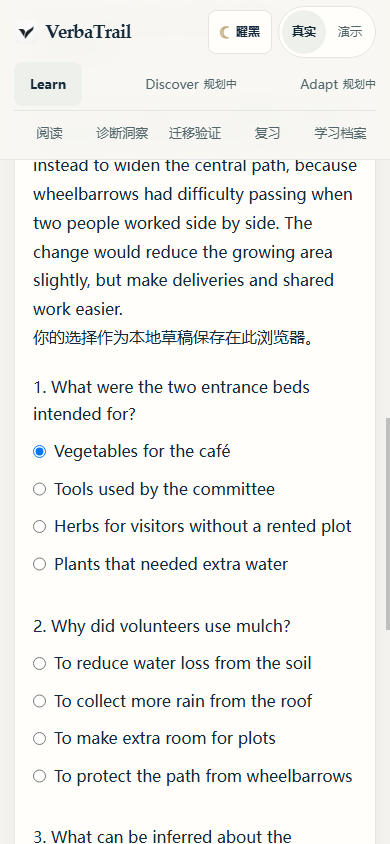 VerbaTrail
曜黑
真实
演示
Learn
Discover 规划中
Adapt 规划中
阅读
诊断洞察
迁移验证
复习
学习档案
instead to widen the central path, because
wheelbarrows had difficulty passing when
two people worked side by side. The
change would reduce the growing area
slightly, but make deliveries and shared
work easier.
你的选择作为本地草稿保存在此浏览器。
1. What were the two entrance beds
intended for?
Vegetables for the café
Tools used by the committee
Herbs for visitors without a rented plot
Plants that needed extra water
2. Why did volunteers use mulch?
To reduce water loss from the soil
To collect more rain from the roof
To make extra room for plots
To protect the path from wheelbarrows
3. What can be inferred about the